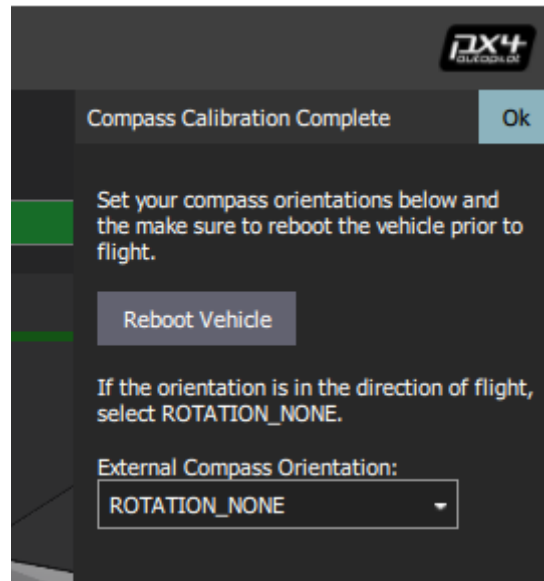 px4
autopilot
Compass Calibration Complete
Ok
Set your compass orientations below and
the make sure to reboot the vehicle prior to
flight.
Reboot Vehicle
If the orientation is in the direction of flight,
select ROTATION_NONE.
External Compass Orientation:
ROTATION_NONE